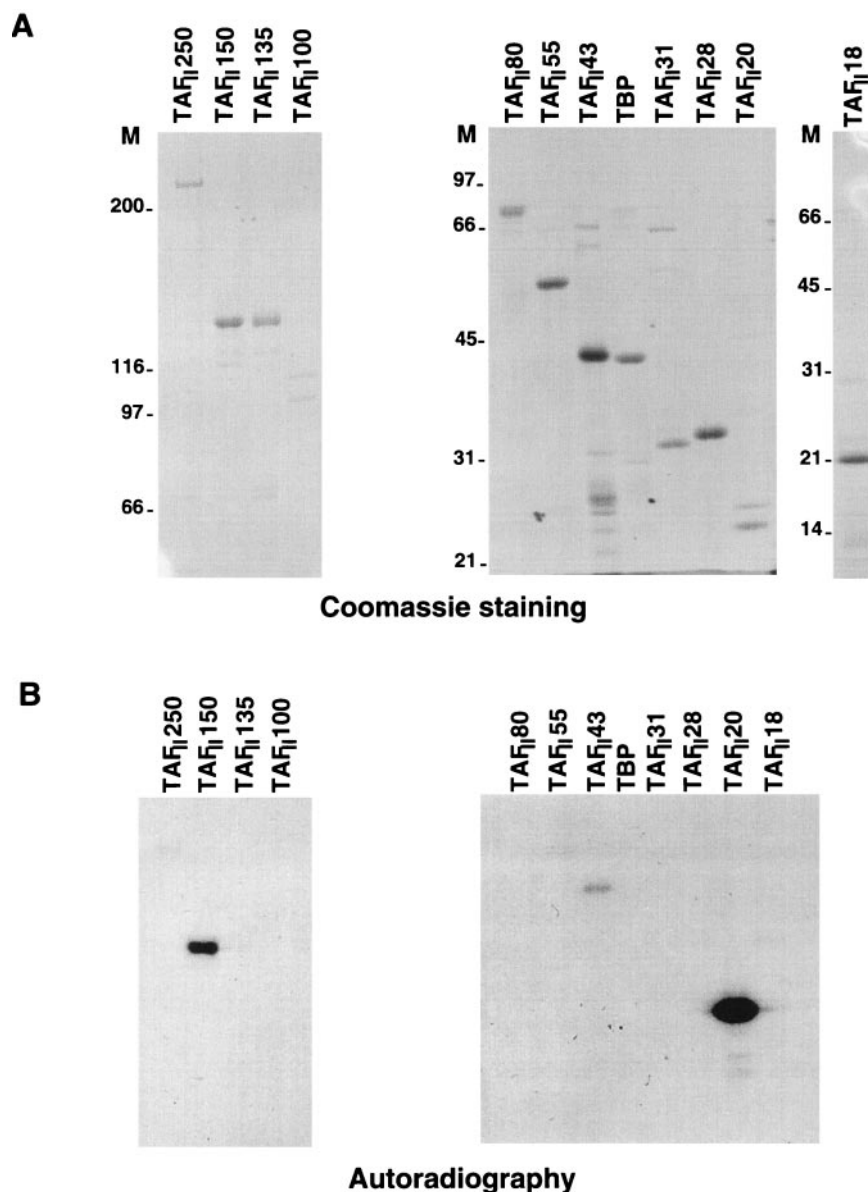 A
TAFII250
TAFII150
TAFII135
TAFII100
M
200-
116-
97-
66-
TAFII80
TAFII55
TAFII43
TBP
TAFII31
TAFII28
TAFII20
M
97-
66-
45-
31-
21-
TAFII18
M
66-
45-
31-
21-
14-
Coomassie staining
B
TAFII250
TAFII150
TAFII135
TAFII100
TAFII80
TAFII55
TAFII43
TBP
TAFII31
TAFII28
TAFII20
TAFII18
Autoradiography